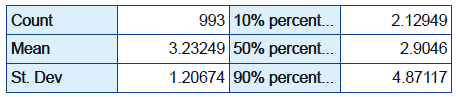 Count 993 10% percent... 2.12949
Mean 3.23249 50% percent... 2.9046
St. Dev 1.20674 90% percent... 4.87117